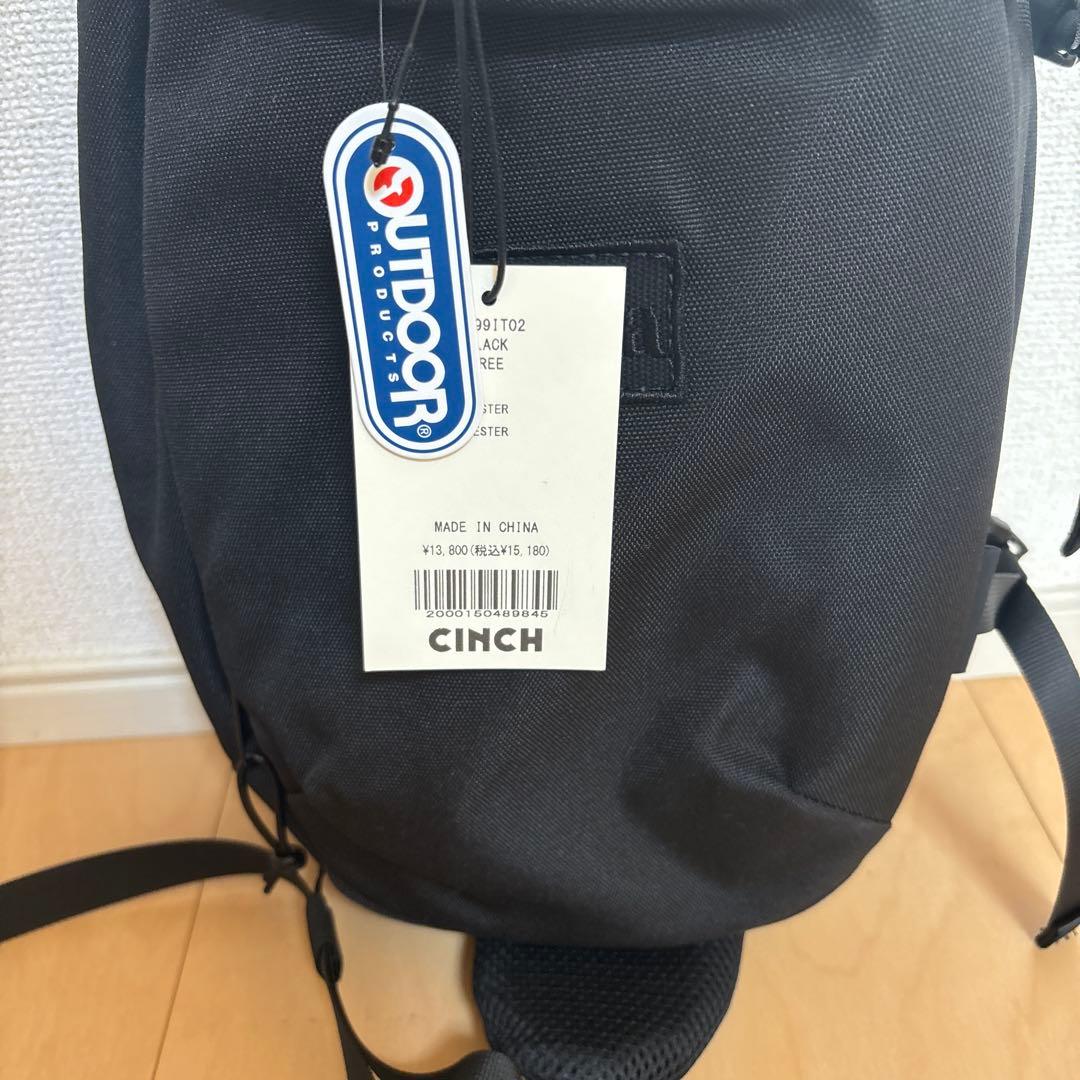 OUTDOOR®
PRODUCTS
99IT02
LACK
REE
STER
ESTER
MADE IN CHINA
¥13,800(税込¥15,180)
2000150489845
CINCH